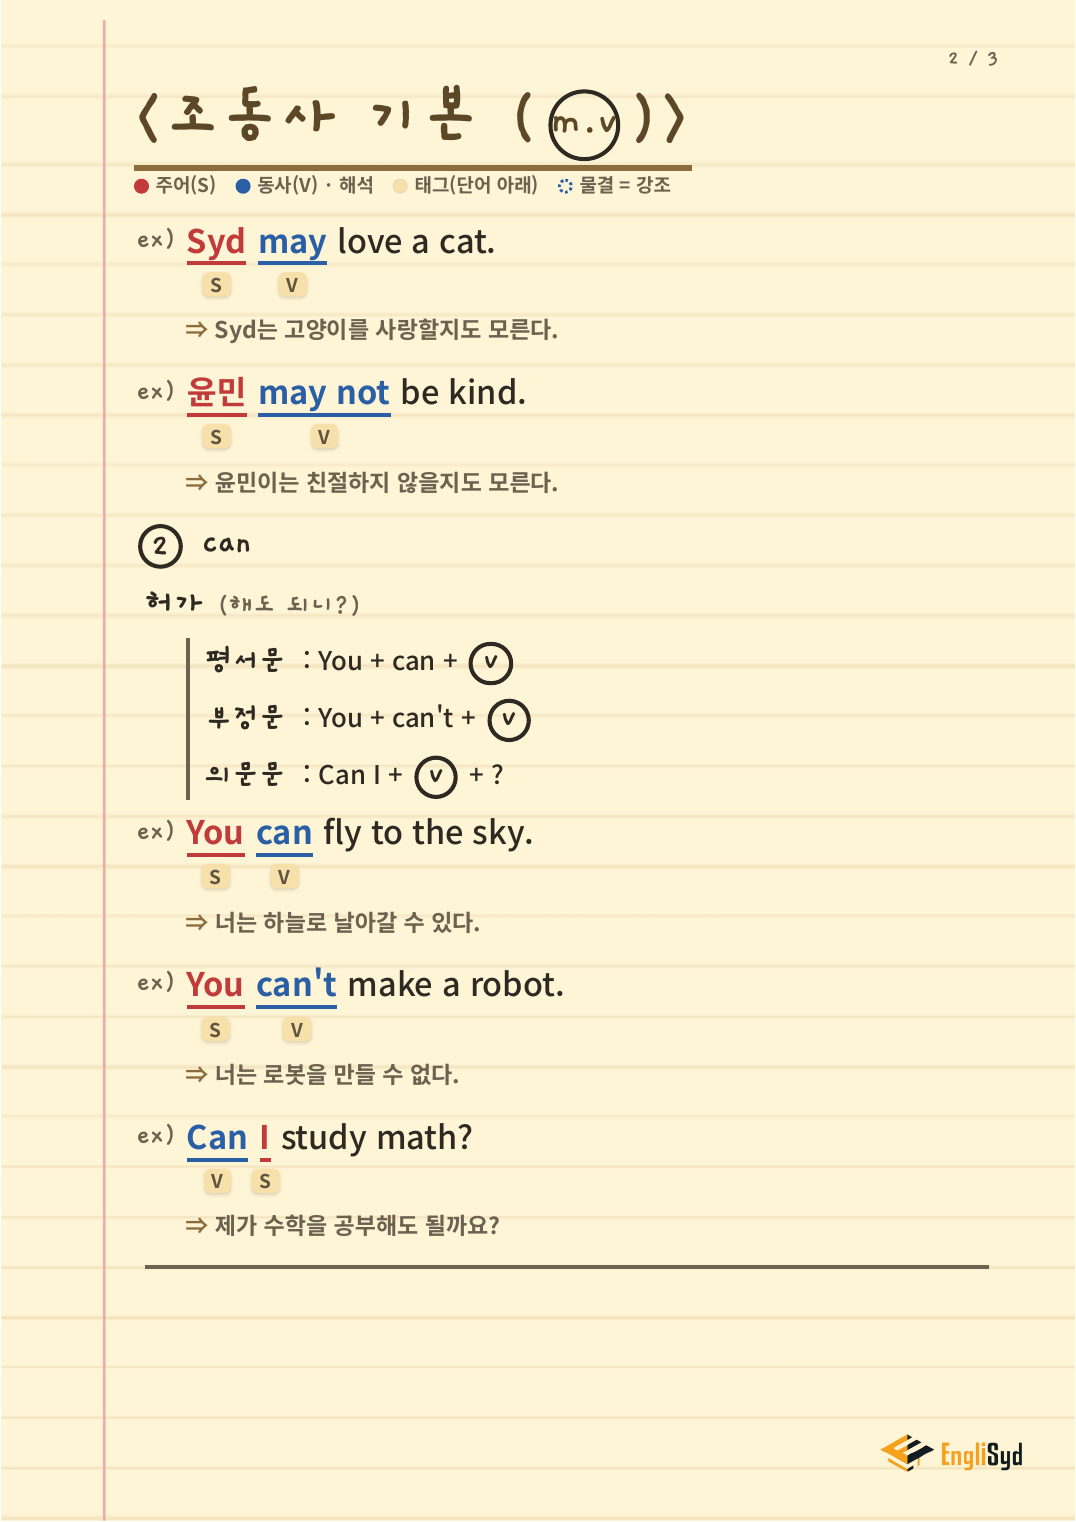 2 / 3
<조동사 기본 (m.v)>
주어(S) 동사(V) · 해석 태그(단어 아래) 물결 = 강조
ex) Syd may love a cat.
S V
⇒ Syd는 고양이를 사랑할지도 모른다.
ex) 윤민 may not be kind.
S V
⇒ 윤민이는 친절하지 않을지도 모른다.
2 can
허가 (해도 되니?)
평서문 : You + can + v
부정문 : You + can't + v
의문문 : Can I + v + ?
ex) You can fly to the sky.
S V
⇒ 너는 하늘로 날아갈 수 있다.
ex) You can't make a robot.
S V
⇒ 너는 로봇을 만들 수 없다.
ex) Can I study math?
V S
⇒ 제가 수학을 공부해도 될까요?
EngliSyd